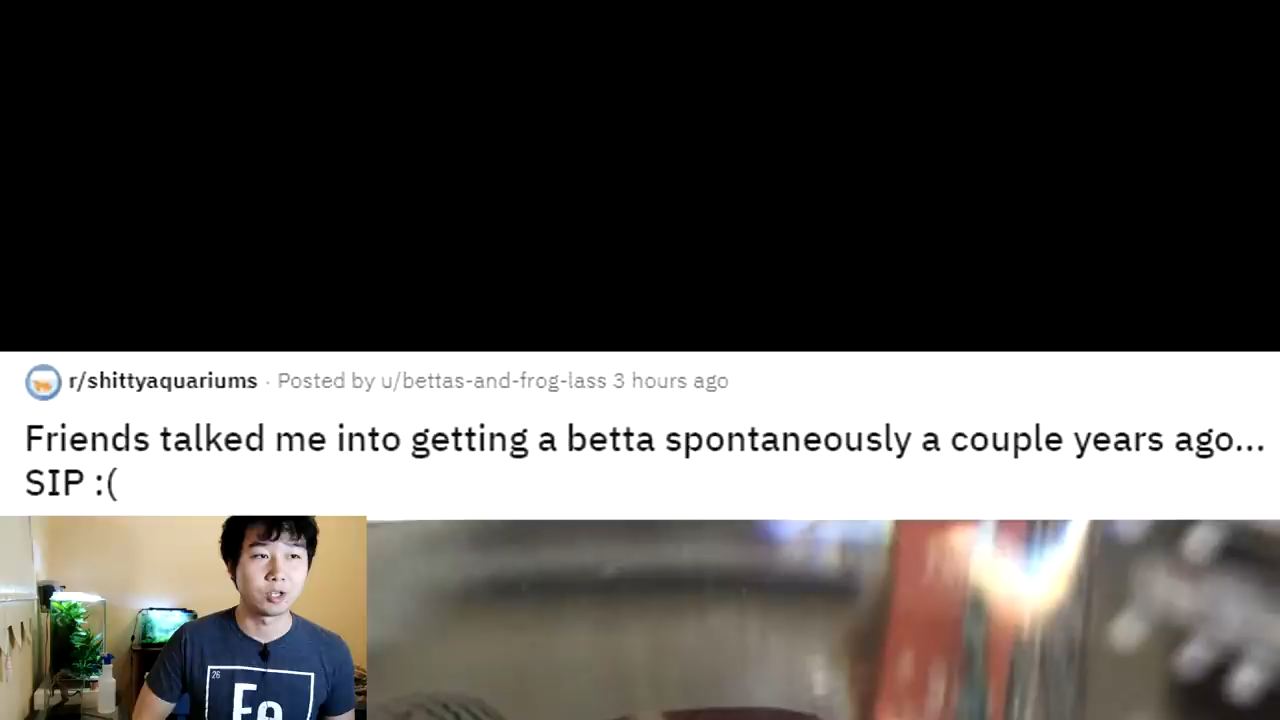 r/shittyaquariums · Posted by u/bettas-and-frog-lass 3 hours ago
Friends talked me into getting a betta spontaneously a couple years ago...
SIP :(
26
Fe